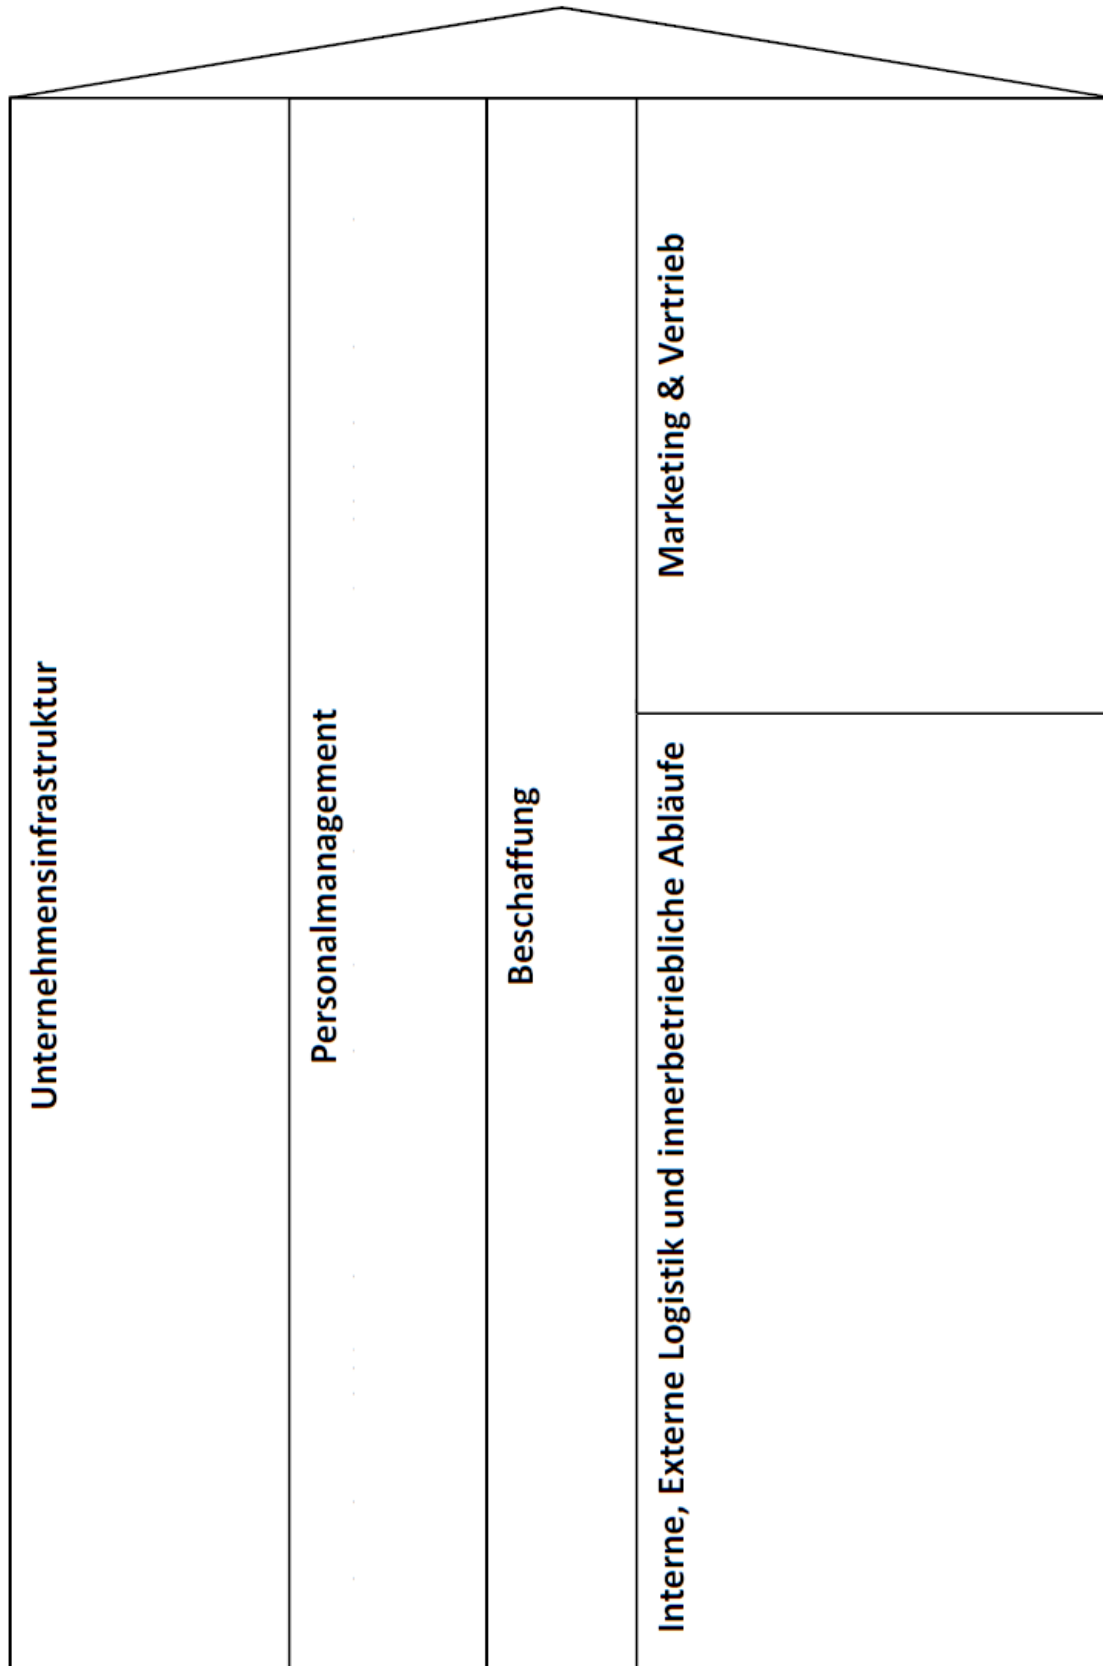 Unternehmensinfrastruktur
Personalmanagement
Beschaffung
Interne, Externe Logistik und innerbetriebliche Abläufe
Marketing & Vertrieb